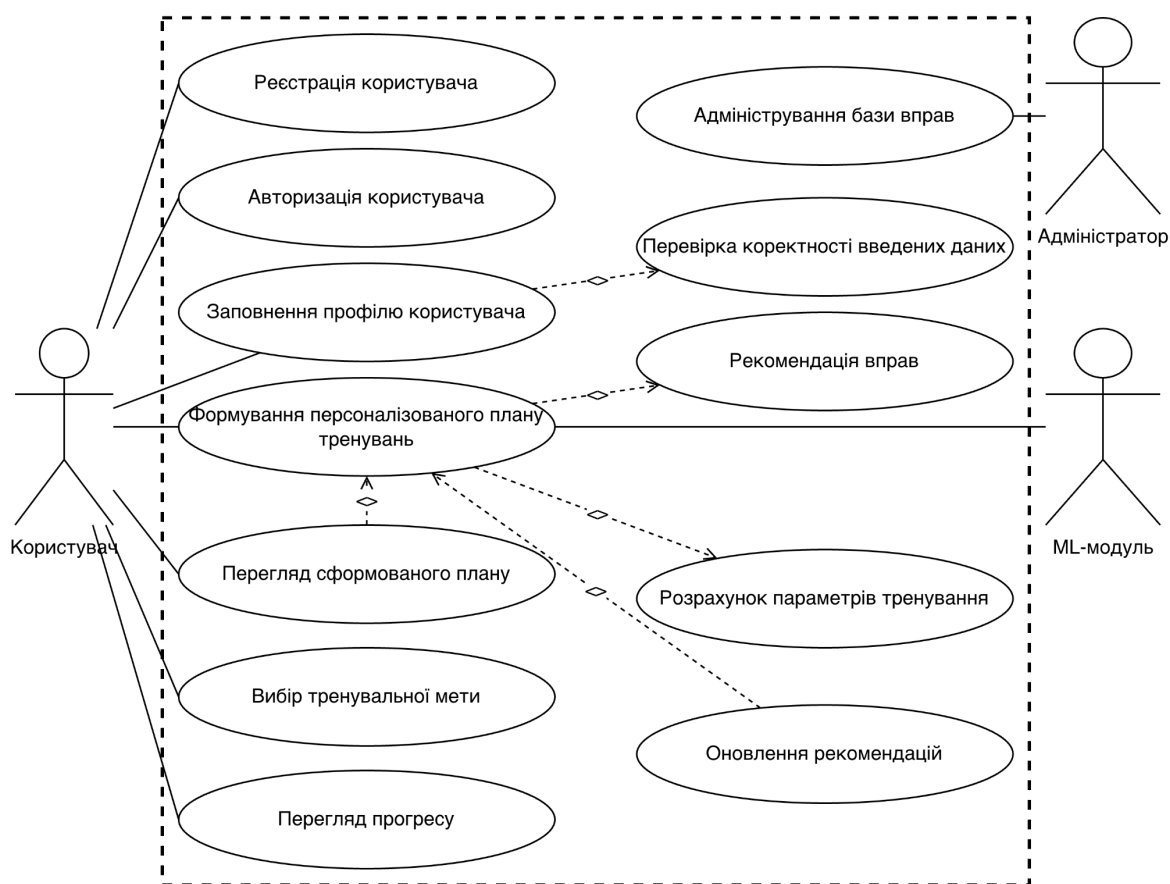 Реєстрація користувача
Адміністрування бази вправ
Авторизація користувача
Адміністратор
Перевірка коректності введених даних
Заповнення профілю користувача
Рекомендація вправ
Формування персоналізованого плану
тренувань
Користувач
ML-модуль
Перегляд сформованого плану
Розрахунок параметрів тренування
Вибір тренувальної мети
Оновлення рекомендацій
Перегляд прогресу